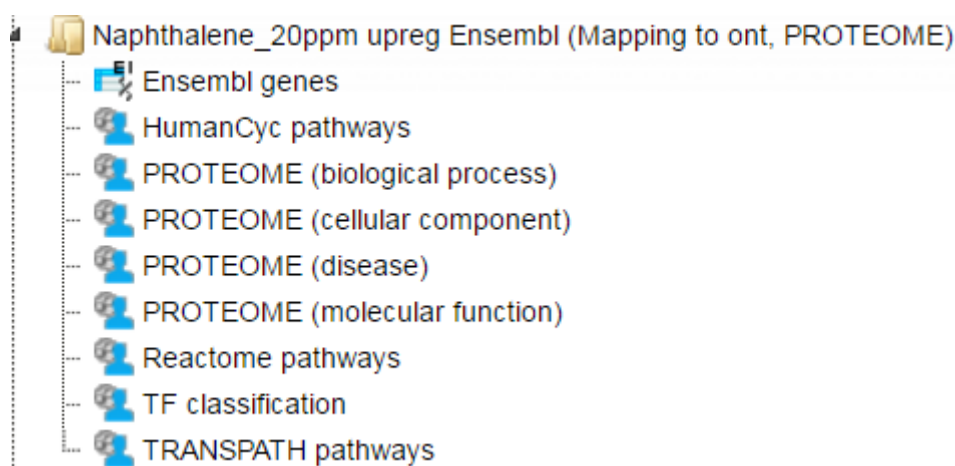 Naphthalene_20ppm upreg Ensembl (Mapping to ont, PROTEOME)
Ensembl genes
HumanCyc pathways
PROTEOME (biological process)
PROTEOME (cellular component)
PROTEOME (disease)
PROTEOME (molecular function)
Reactome pathways
TF classification
TRANSPATH pathways